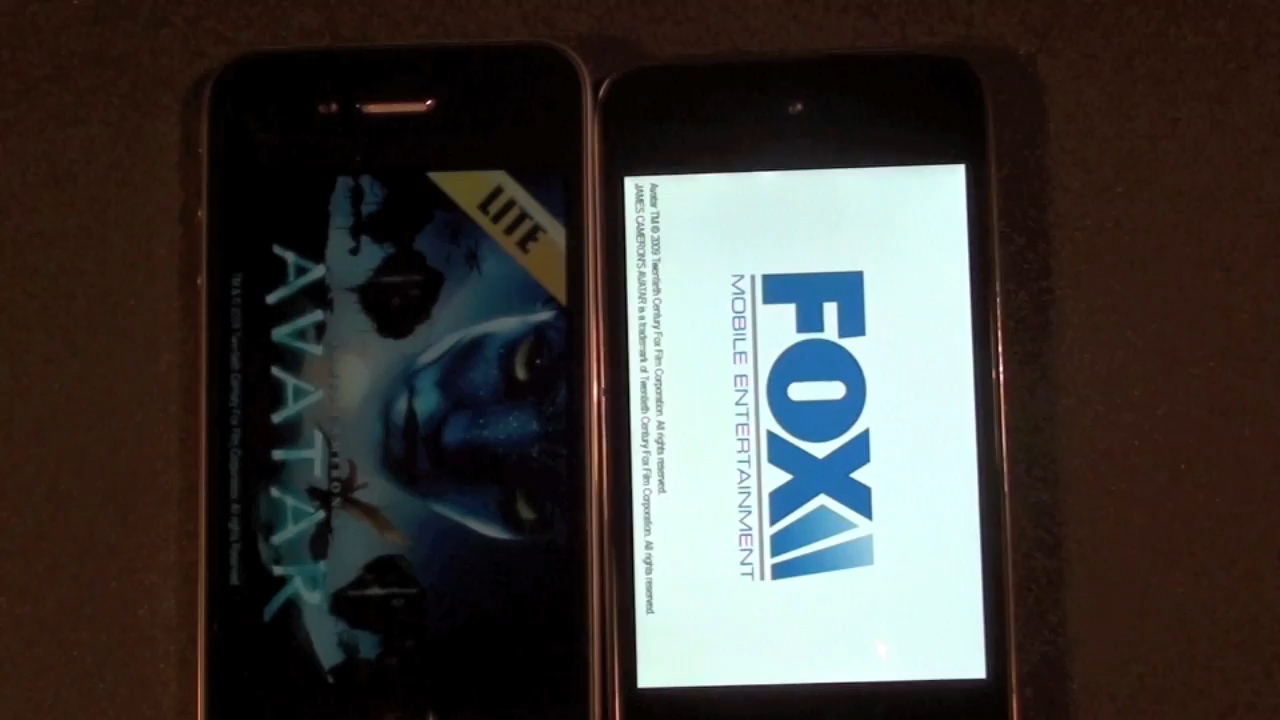 LITE
AVATAR
FOX
MOBILE ENTERTAINMENT
Avatar TM © 2009 Twentieth Century Fox Film Corporation. All rights reserved.
JAMES CAMERON'S AVATAR is a trademark of Twentieth Century Fox Film Corporation. All rights reserved.